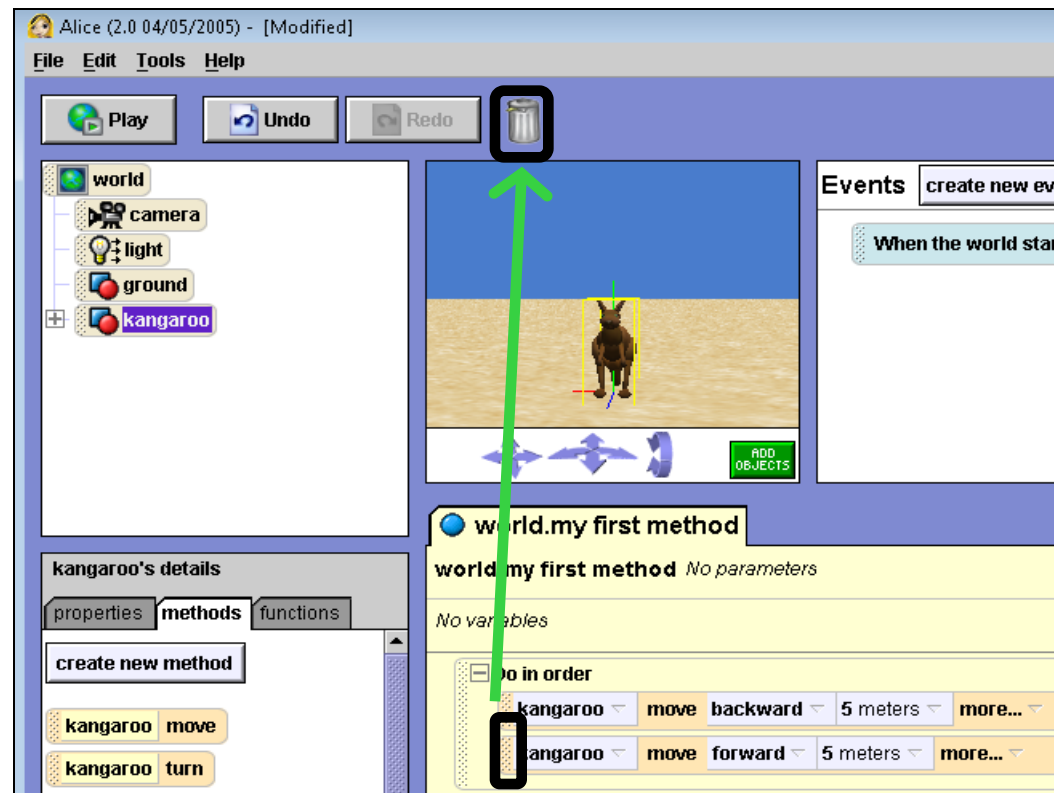 Alice (2.0 04/05/2005) - [Modified]
File Edit Tools Help
Play Undo Redo
world
camera
light
ground
kangaroo
Events create new ev
When the world star
ADD
OBJECTS
kangaroo's details
properties methods functions
create new method
kangaroo move
kangaroo turn
world.my first method
world.my first method No parameters
No variables
Do in order
kangaroo move backward 5 meters more...
kangaroo move forward 5 meters more...